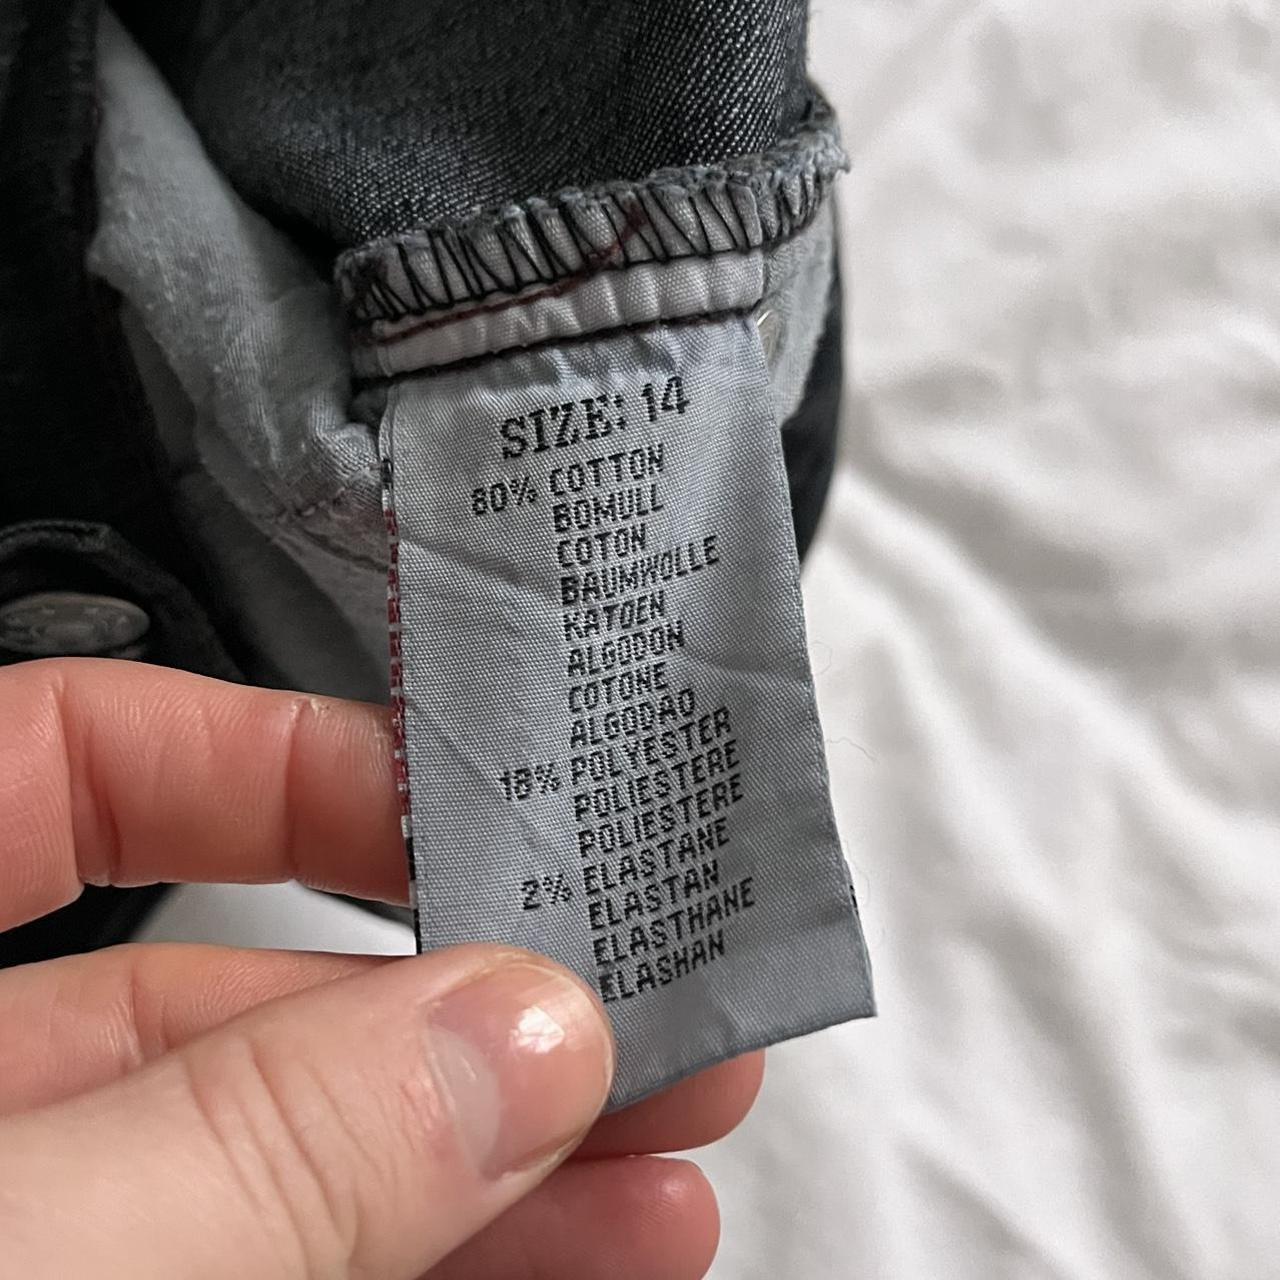 SIZE: 14
80% COTTON
BOMULL
COTON
BAUMWOLLE
KATOEN
ALGODON
COTONE
ALGODAO
18% POLYESTER
POLIESTERE
POLIESTERE
2% ELASTANE
ELASTAN
ELASTHANE
ELASHAN